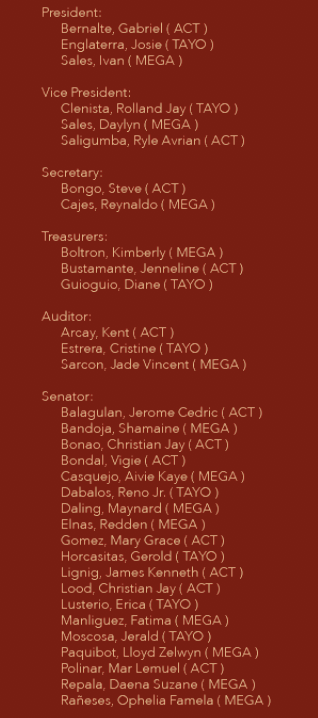 President:
Bernalte, Gabriel ( ACT )
Englaterra, Josie ( TAYO )
Sales, Ivan ( MEGA )
Vice President:
Clenista, Rolland Jay ( TAYO )
Sales, Daylyn ( MEGA )
Saligumba, Ryle Avrian ( ACT )
Secretary:
Bongo, Steve ( ACT )
Cajes, Reynaldo ( MEGA )
Treasurers:
Boltron, Kimberly ( MEGA )
Bustamante, Jenneline ( ACT )
Guioguio, Diane ( TAYO )
Auditor:
Arcay, Kent ( ACT )
Estrera, Cristine ( TAYO )
Sarcon, Jade Vincent ( MEGA )
Senator:
Balagulan, Jerome Cedric ( ACT )
Bandoja, Shamaine ( MEGA )
Bonao, Christian Jay ( ACT )
Bondal, Vigie ( ACT )
Casquejo, Aivie Kaye ( MEGA )
Dabalos, Reno Jr. ( TAYO )
Daling, Maynard ( MEGA )
Elnas, Redden ( MEGA )
Gomez, Mary Grace ( ACT )
Horcasitas, Gerold ( TAYO )
Lignig, James Kenneth ( ACT )
Lood, Christian Jay ( ACT )
Lusterio, Erica ( TAYO )
Manliguez, Fatima ( MEGA )
Moscosa, Jerald ( TAYO )
Paquibot, Lloyd Zelwyn ( MEGA )
Polinar, Mar Lemuel ( ACT )
Repala, Daena Suzane ( MEGA )
Rañeses, Ophelia Famela ( MEGA )